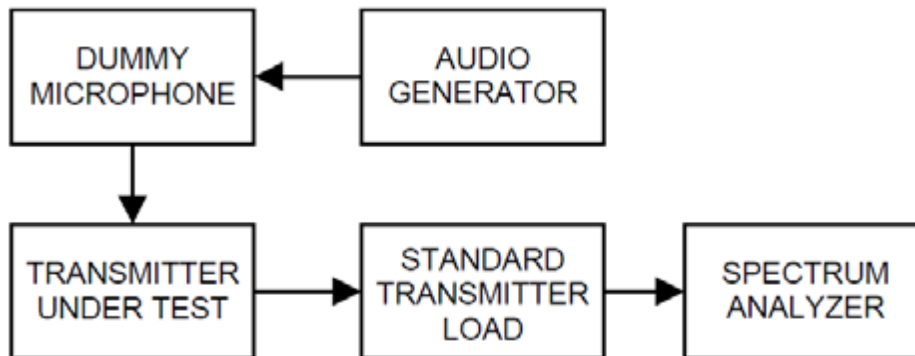 DUMMY
MICROPHONE
AUDIO
GENERATOR
TRANSMITTER
UNDER TEST
STANDARD
TRANSMITTER
LOAD
SPECTRUM
ANALYZER